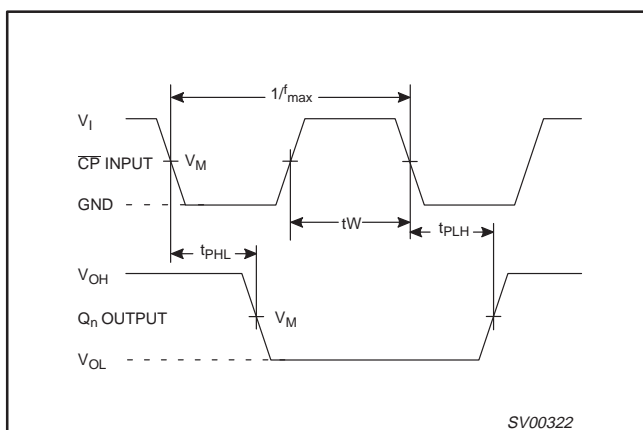 1/fmax
VI
CP INPUT
VM
GND
tW
tPHL
tPLH
VOH
Qn OUTPUT
VM
VOL
SV00322